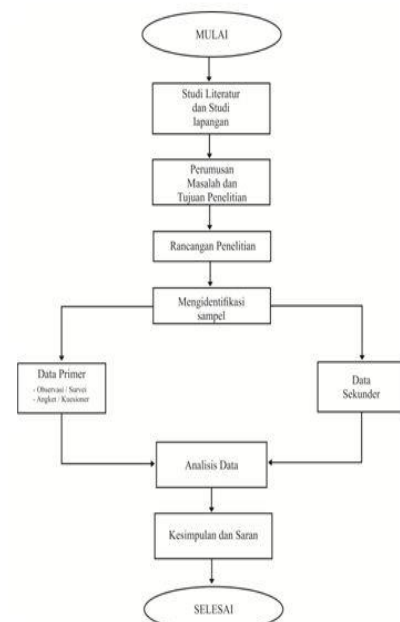 MULAI
Studi Literatur
dan Studi
lapangan
Perumusan
Masalah dan
Tujuan Penelitian
Rancangan Penelitian
Mengidentifikasi
sampel
Data Primer
- Observasi / Survei
- Angket / Kuesioner
Data
Sekunder
Analisis Data
Kesimpulan dan Saran
SELESAI